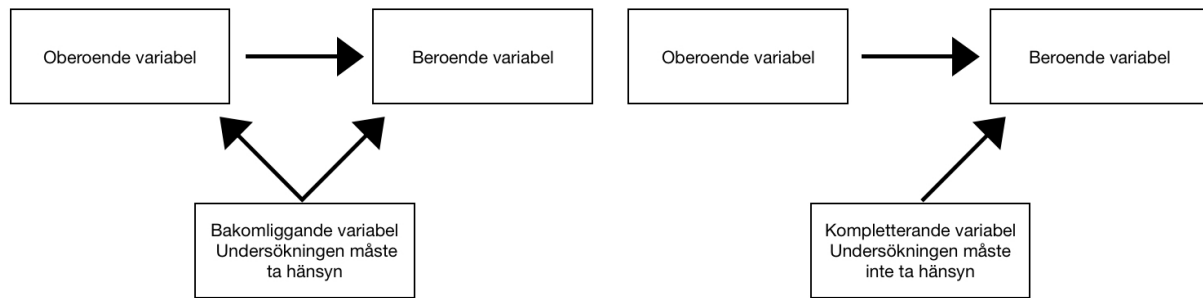 Oberoende variabel
Beroende variabel
Bakomliggande variabel
Undersökningen måste
ta hänsyn
Oberoende variabel
Beroende variabel
Kompletterande variabel
Undersökningen måste
inte ta hänsyn